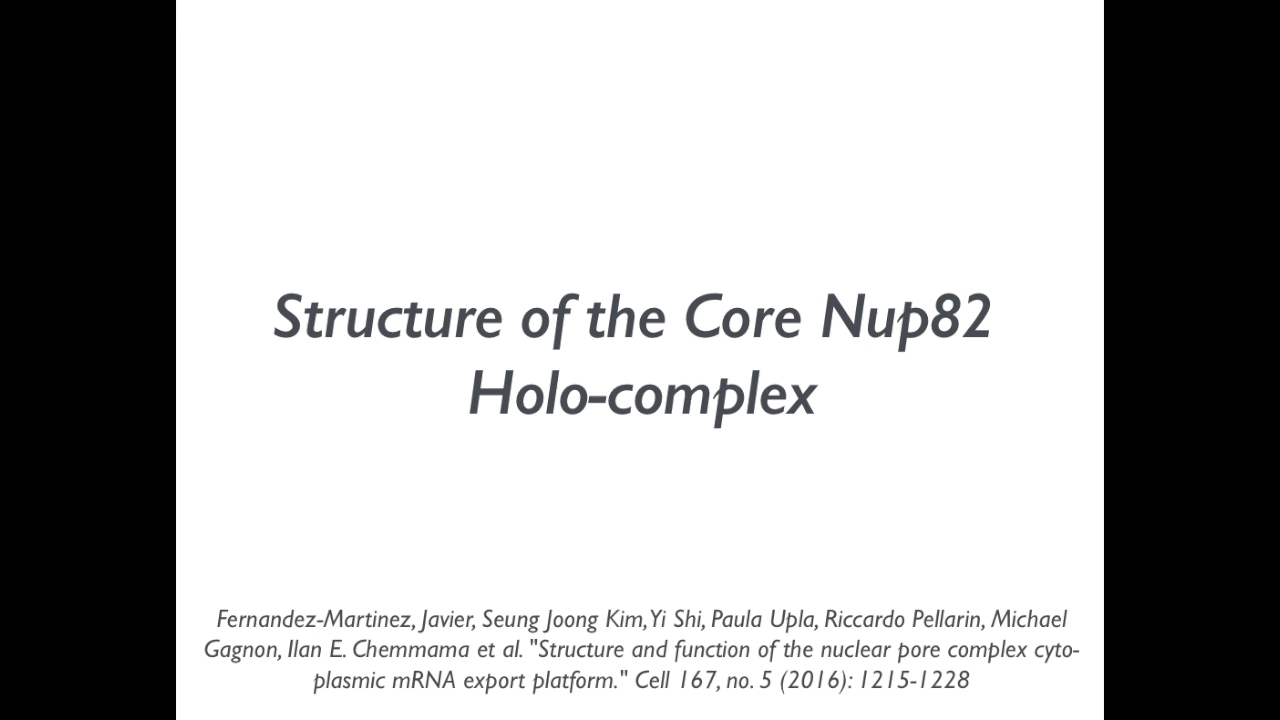 Structure of the Core Nup82
Holo-complex
Fernandez-Martinez, Javier, Seung Joong Kim, Yi Shi, Paula Upla, Riccardo Pellarin, Michael
Gagnon, Ilan E. Chemmama et al. "Structure and function of the nuclear pore complex cyto-
plasmic mRNA export platform." Cell 167, no. 5 (2016): 1215-1228